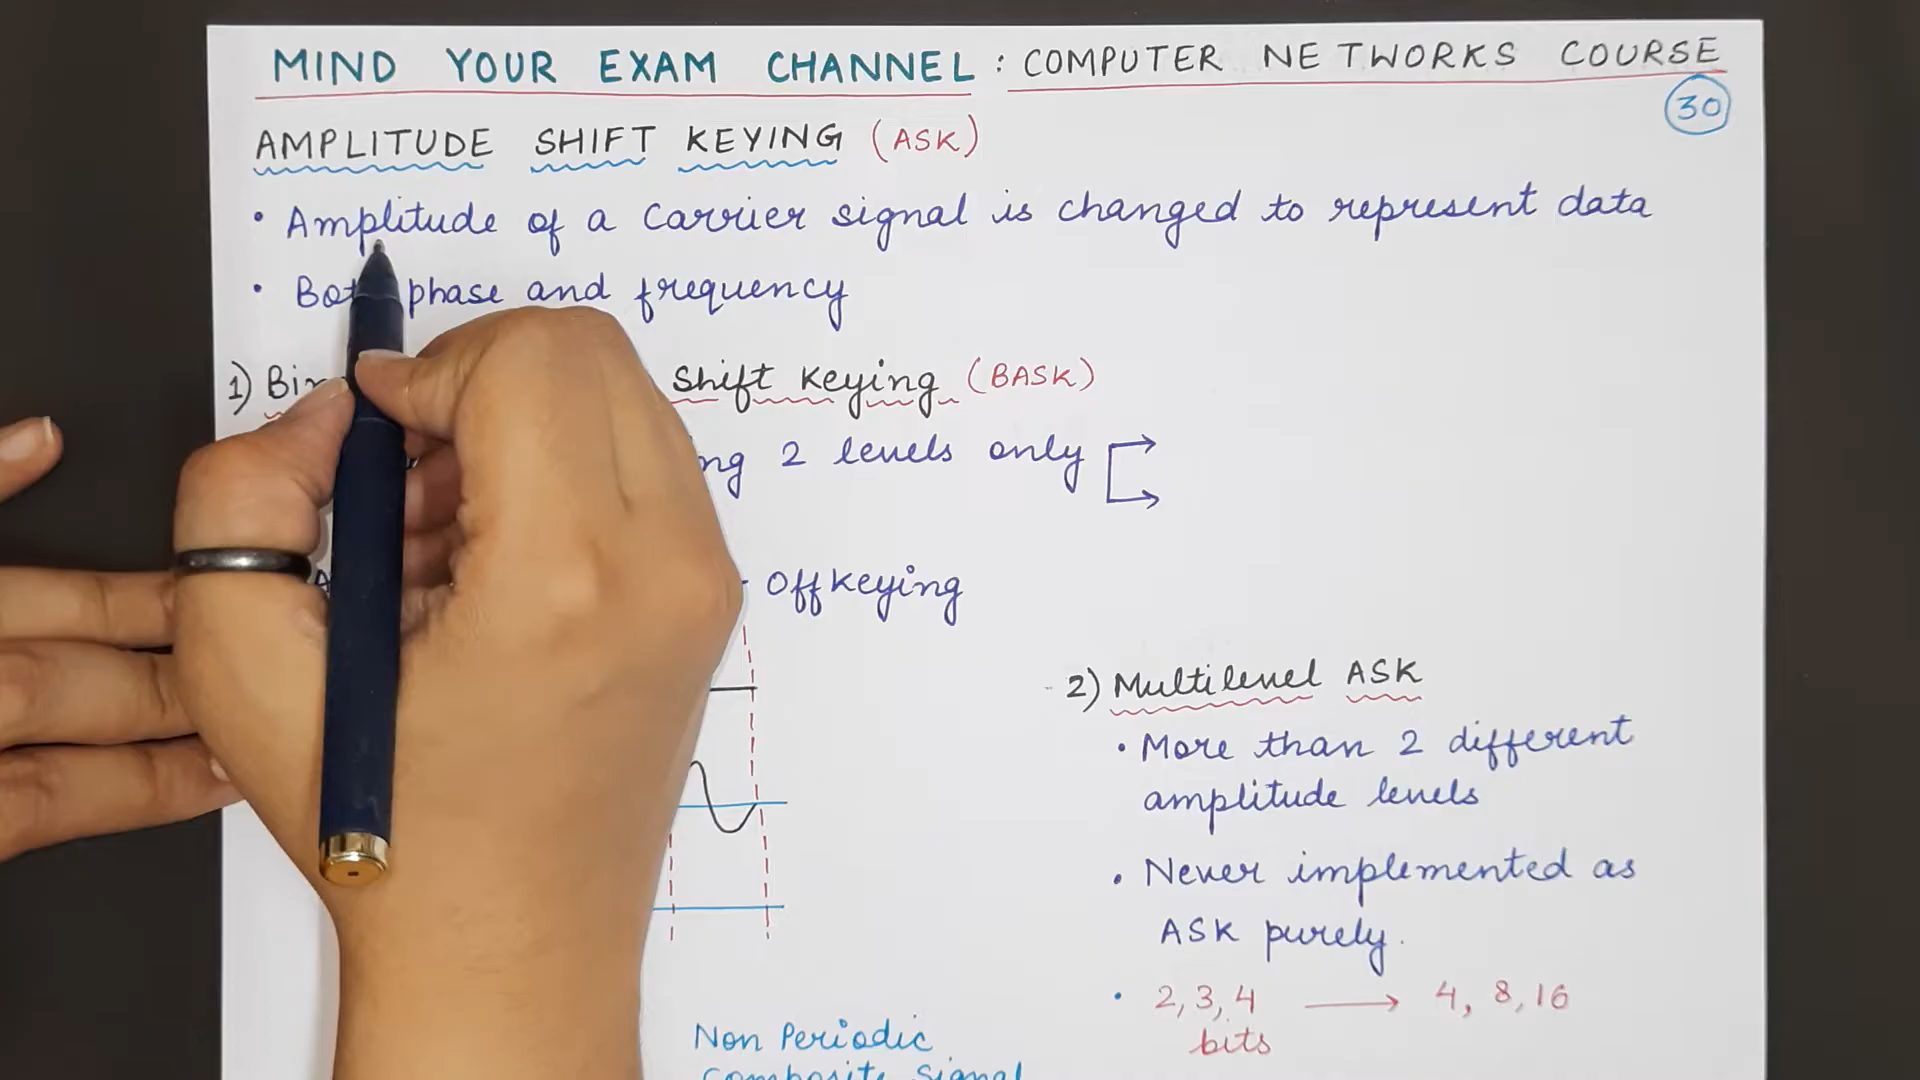 MIND YOUR EXAM CHANNEL : COMPUTER NETWORKS COURSE
30
AMPLITUDE SHIFT KEYING (ASK)
• Amplitude of a carrier signal is changed to represent data
• phase and frequency
1) Shift Keying (BASK)
2 levels only
Off keying
2) Multilevel ASK
• More than 2 different
amplitude levels
• Never implemented as
ASK purely.
• 2, 3, 4 → 4, 8, 16
bits
Non Periodic
Composite Signal